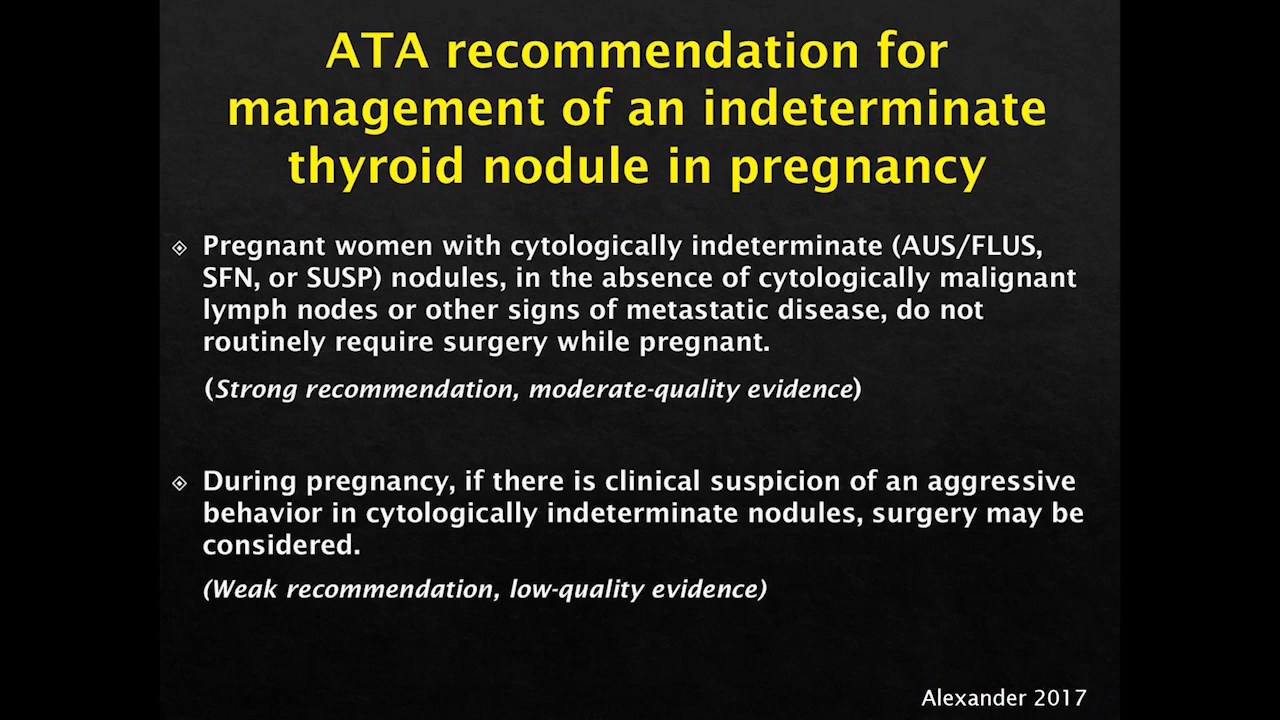 ATA recommendation for
management of an indeterminate
thyroid nodule in pregnancy
Pregnant women with cytologically indeterminate (AUS/FLUS,
SFN, or SUSP) nodules, in the absence of cytologically malignant
lymph nodes or other signs of metastatic disease, do not
routinely require surgery while pregnant.
(Strong recommendation, moderate-quality evidence)
During pregnancy, if there is clinical suspicion of an aggressive
behavior in cytologically indeterminate nodules, surgery may be
considered.
(Weak recommendation, low-quality evidence)
Alexander 2017